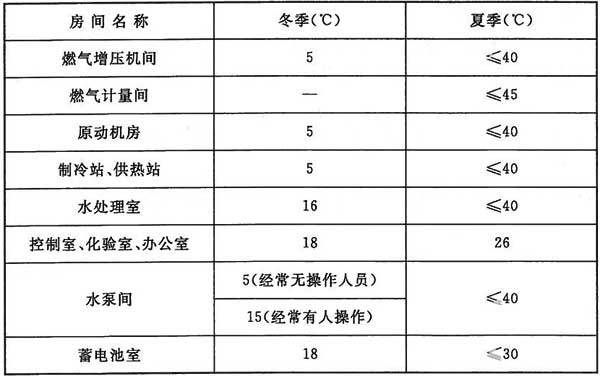 房间名称 冬季(℃) 夏季(℃)
燃气增压机间 5 ≤40
燃气计量间 — ≤45
原动机房 5 ≤40
制冷站、供热站 5 ≤40
水处理室 16 ≤40
控制室、化验室、办公室 18 26
水泵间 5(经常无操作人员) ≤40
15(经常有人操作)
蓄电池室 18 ≤30